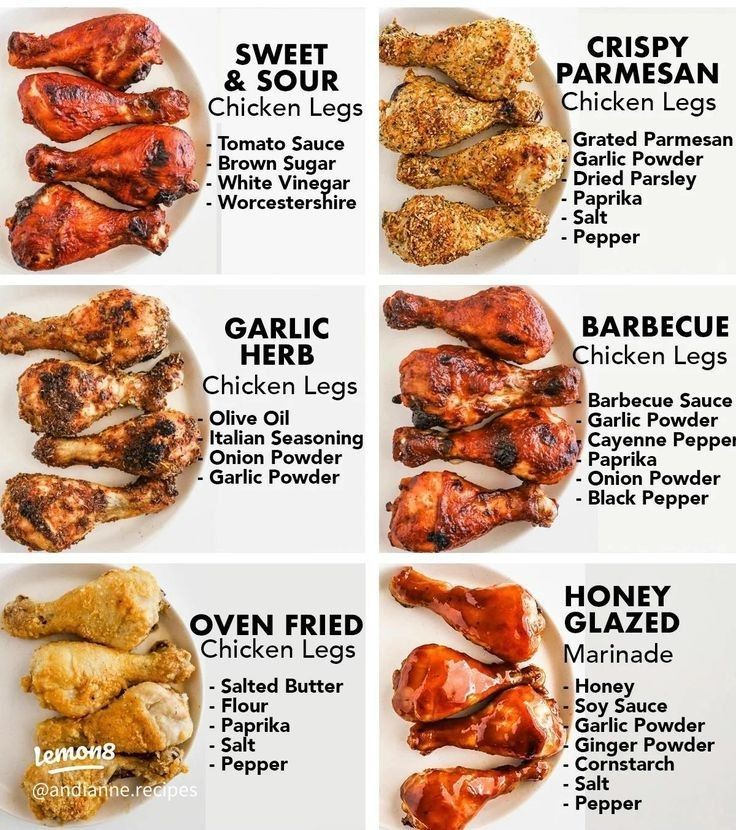 SWEET
& SOUR
Chicken Legs
- Tomato Sauce
- Brown Sugar
- White Vinegar
- Worcestershire
CRISPY
PARMESAN
Chicken Legs
- Grated Parmesan
- Garlic Powder
- Dried Parsley
- Paprika
- Salt
- Pepper
GARLIC
HERB
Chicken Legs
- Olive Oil
- Italian Seasoning
- Onion Powder
- Garlic Powder
BARBECUE
Chicken Legs
- Barbecue Sauce
- Garlic Powder
- Cayenne Pepper
- Paprika
- Onion Powder
- Black Pepper
OVEN FRIED
Chicken Legs
- Salted Butter
- Flour
- Paprika
- Salt
- Pepper
lemon8
@andianne.recipes
HONEY
GLAZED
Marinade
- Honey
- Soy Sauce
- Garlic Powder
- Ginger Powder
- Cornstarch
- Salt
- Pepper